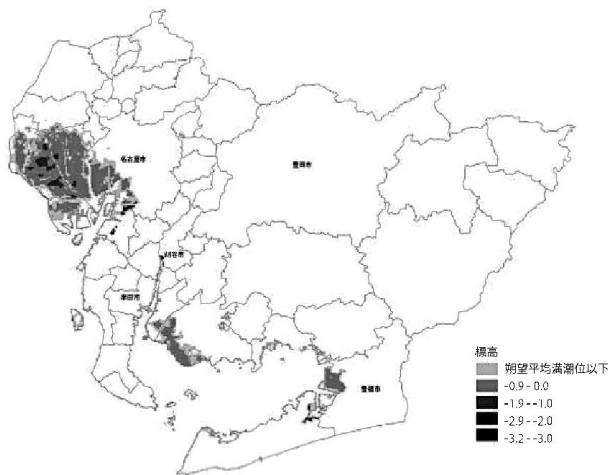 名古屋市
豊田市
刈谷市
半田市
豊橋市
標高
朔望平均満潮位以下
-0.9 - 0.0
-1.9 - -1.0
-2.9 - -2.0
-3.2 - -3.0